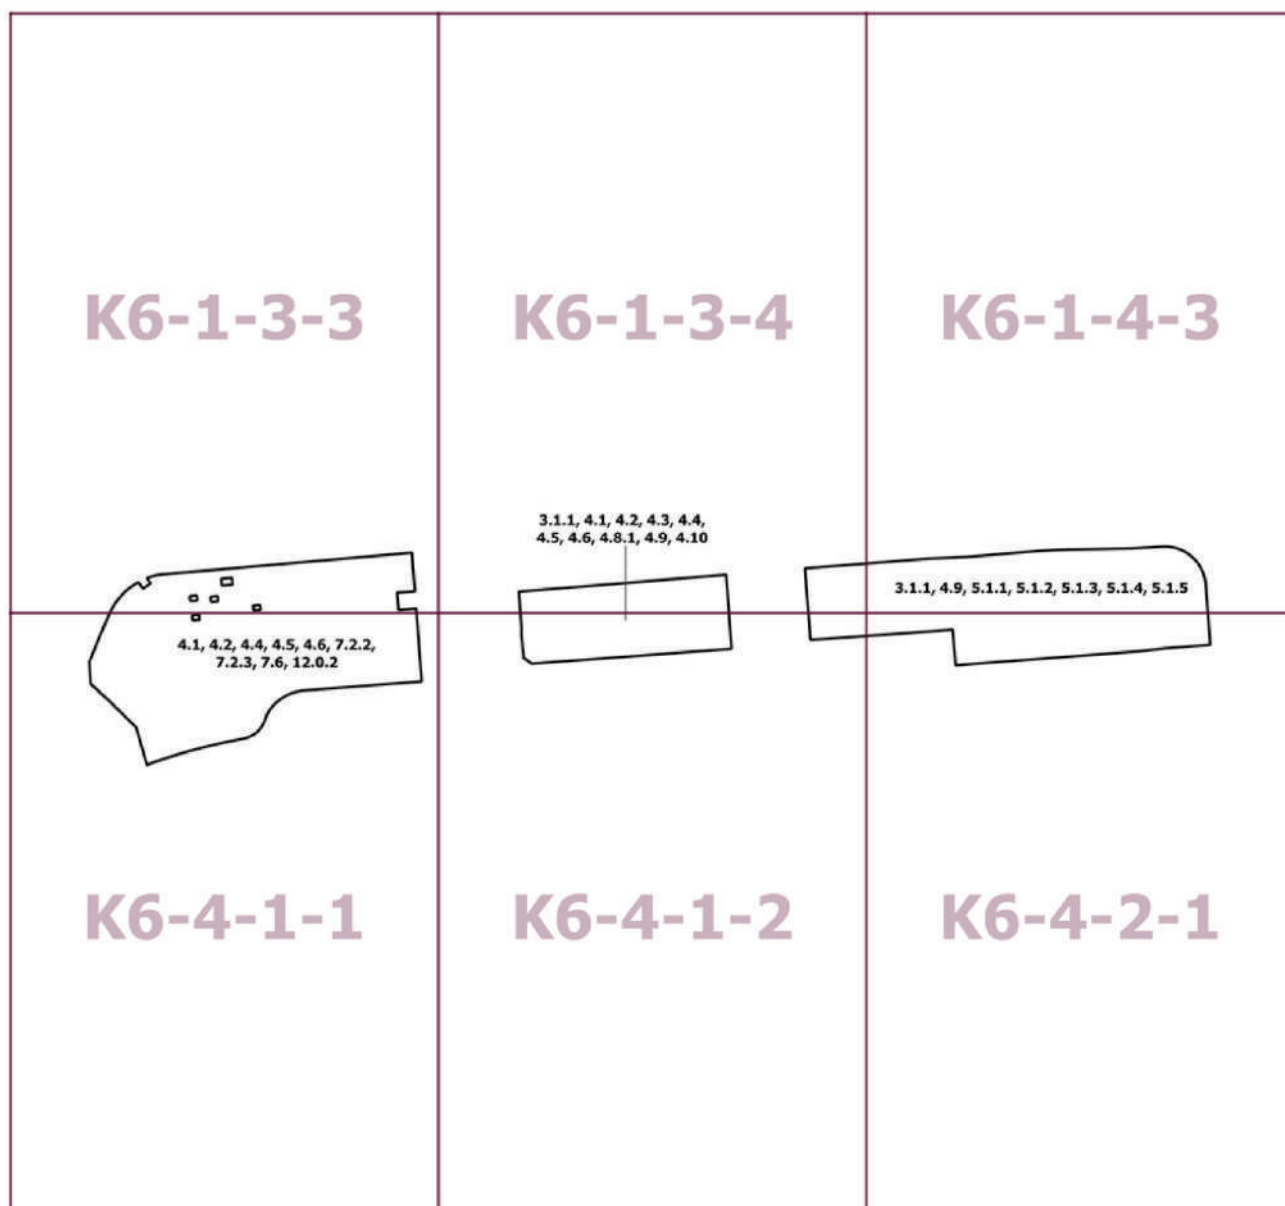 K6-1-3-3
K6-1-3-4
K6-1-4-3
3.1.1, 4.1, 4.2, 4.3, 4.4,
4.5, 4.6, 4.8.1, 4.9, 4.10
3.1.1, 4.9, 5.1.1, 5.1.2, 5.1.3, 5.1.4, 5.1.5
4.1, 4.2, 4.4, 4.5, 4.6, 7.2.2,
7.2.3, 7.6, 12.0.2
K6-4-1-1
K6-4-1-2
K6-4-2-1